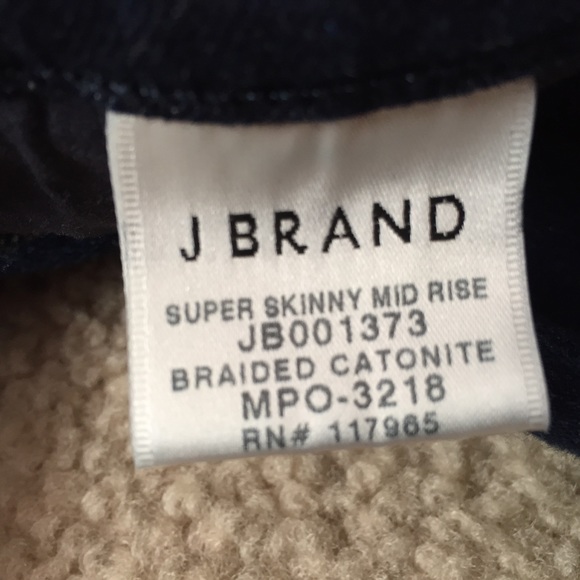 J BRAND
SUPER SKINNY MID RISE
JB001373
BRAIDED CATONITE
MPO-3218
RN# 117965